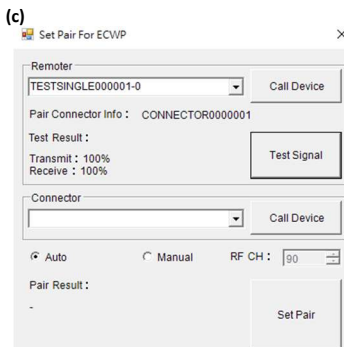 (c)
Set Pair For ECWP
Remoter
TESTSINGLE000001-0
Call Device
Pair Connector Info : CONNECTOR0000001
Test Result :
Transmit : 100%
Receive : 100%
Test Signal
Connector
Call Device
Auto Manual RF CH : 90
Pair Result :
-
Set Pair